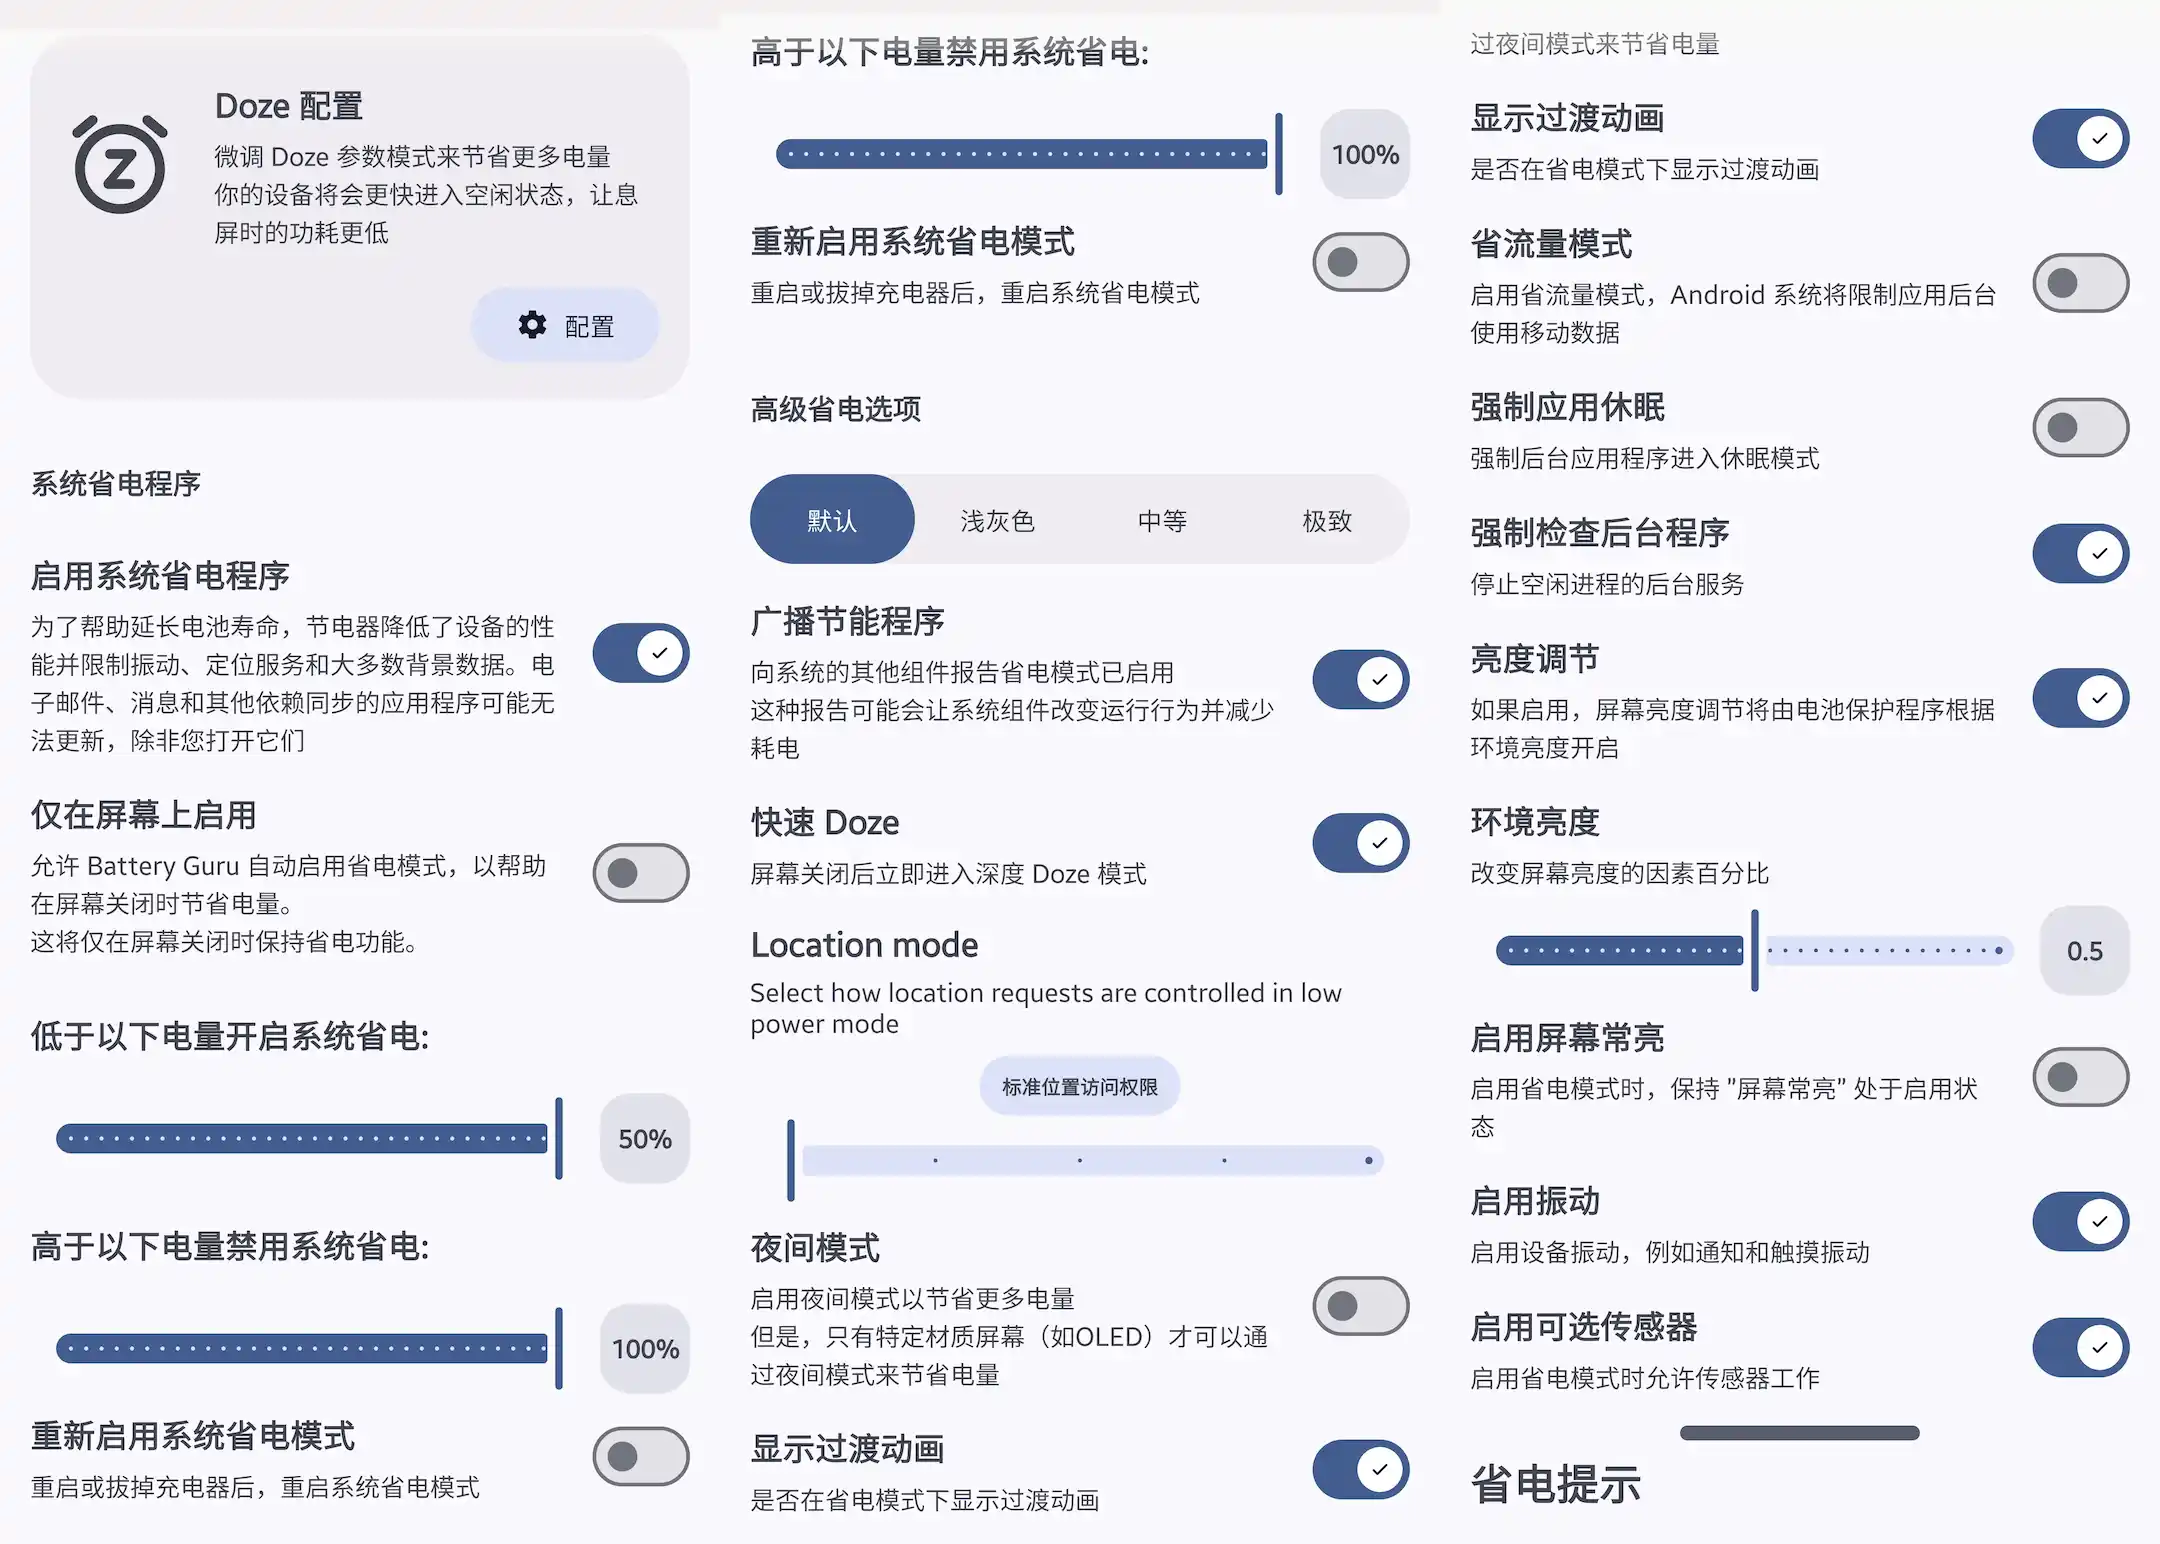 Doze 配置
微调 Doze 参数模式来节省更多电量
你的设备将会更快进入空闲状态，让息
屏时的功耗更低
配置
系统省电程序
启用系统省电程序
为了帮助延长电池寿命，节电器降低了设备的性
能并限制振动、定位服务和大多数背景数据。电
子邮件、消息和其他依赖同步的应用程序可能无
法更新，除非您打开它们
仅在屏幕上启用
允许 Battery Guru 自动启用省电模式，以帮助
在屏幕关闭时节省电量。
这将仅在屏幕关闭时保持省电功能。
低于以下电量开启系统省电:
50%
高于以下电量禁用系统省电:
100%
重新启用系统省电模式
重启或拔掉充电器后，重启系统省电模式
高于以下电量禁用系统省电:
100%
重新启用系统省电模式
重启或拔掉充电器后，重启系统省电模式
高级省电选项
默认 浅灰色 中等 极致
广播节能程序
向系统的其他组件报告省电模式已启用
这种报告可能会让系统组件改变运行行为并减少
耗电
快速 Doze
屏幕关闭后立即进入深度 Doze 模式
Location mode
Select how location requests are controlled in low
power mode
标准位置访问权限
夜间模式
启用夜间模式以节省更多电量
但是，只有特定材质屏幕（如OLED）才可以通
过夜间模式来节省电量
显示过渡动画
是否在省电模式下显示过渡动画
过夜间模式来节省电量
显示过渡动画
是否在省电模式下显示过渡动画
省流量模式
启用省流量模式，Android 系统将限制应用后台
使用移动数据
强制应用休眠
强制后台应用程序进入休眠模式
强制检查后台程序
停止空闲进程的后台服务
亮度调节
如果启用，屏幕亮度调节将由电池保护程序根据
环境亮度开启
环境亮度
改变屏幕亮度的因素百分比
0.5
启用屏幕常亮
启用省电模式时，保持 "屏幕常亮" 处于启用状
态
启用振动
启用设备振动，例如通知和触摸振动
启用可选传感器
启用省电模式时允许传感器工作
省电提示